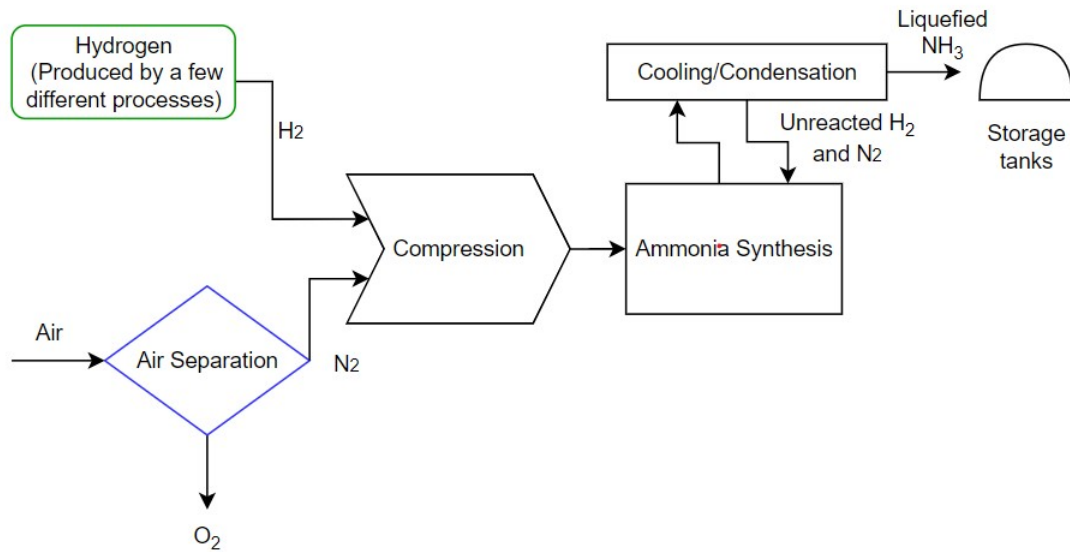 Hydrogen
(Produced by a few
different processes)
H2
Air
Air Separation
N2
O₂
Compression
Ammonia Synthesis
Cooling/Condensation
Unreacted H₂
and N2
Liquefied
NH₃
Storage
tanks